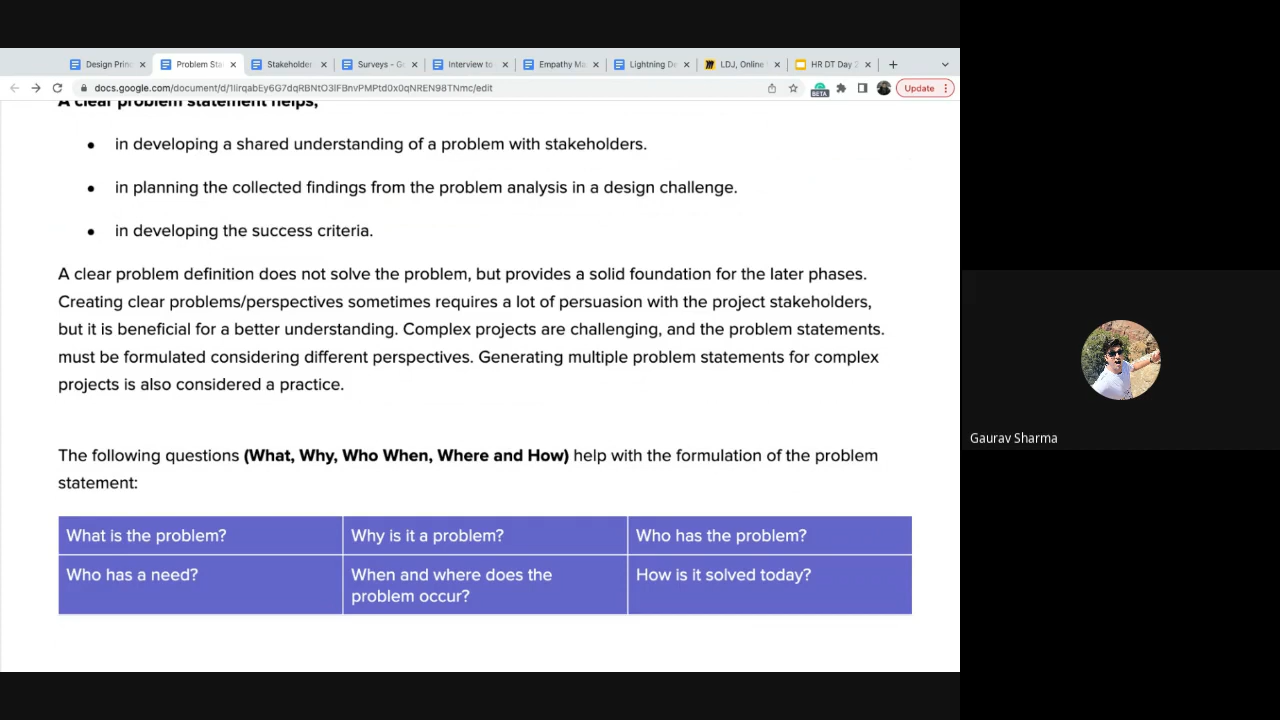 Design Prin
Problem Sta
Stakeholder
Surveys - G
Interview to
Empathy Ma
Lightning De
LDJ, Online
HR DT Day 2
docs.google.com/document/d/1IirqabEy6G7dqRBNtO3lFBnvPMPtd0x0qNREN98TNmc/edit
BETA
Update
A clear problem statement helps,
• in developing a shared understanding of a problem with stakeholders.
• in planning the collected findings from the problem analysis in a design challenge.
• in developing the success criteria.
A clear problem definition does not solve the problem, but provides a solid foundation for the later phases.
Creating clear problems/perspectives sometimes requires a lot of persuasion with the project stakeholders,
but it is beneficial for a better understanding. Complex projects are challenging, and the problem statements.
must be formulated considering different perspectives. Generating multiple problem statements for complex
projects is also considered a practice.
The following questions (What, Why, Who When, Where and How) help with the formulation of the problem
statement:
What is the problem?
Why is it a problem?
Who has the problem?
Who has a need?
When and where does the
problem occur?
How is it solved today?
Gaurav Sharma